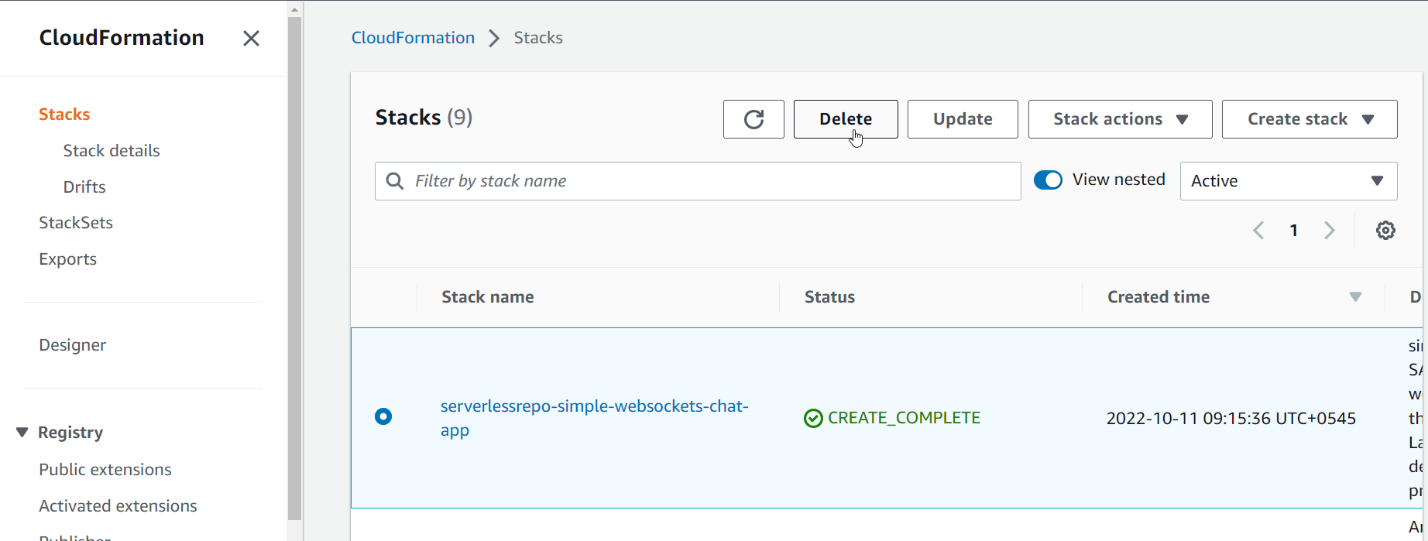 CloudFormation
Stacks
Stack details
Drifts
StackSets
Exports
Designer
Registry
Public extensions
Activated extensions
Publisher
CloudFormation Stacks
Stacks (9)
Delete
Update
Stack actions
Create stack
Filter by stack name
View nested
Active
1
Stack name
Status
Created time
D
serverlessrepo-simple-websockets-chat-
app
CREATE_COMPLETE
2022-10-11 09:15:36 UTC+0545